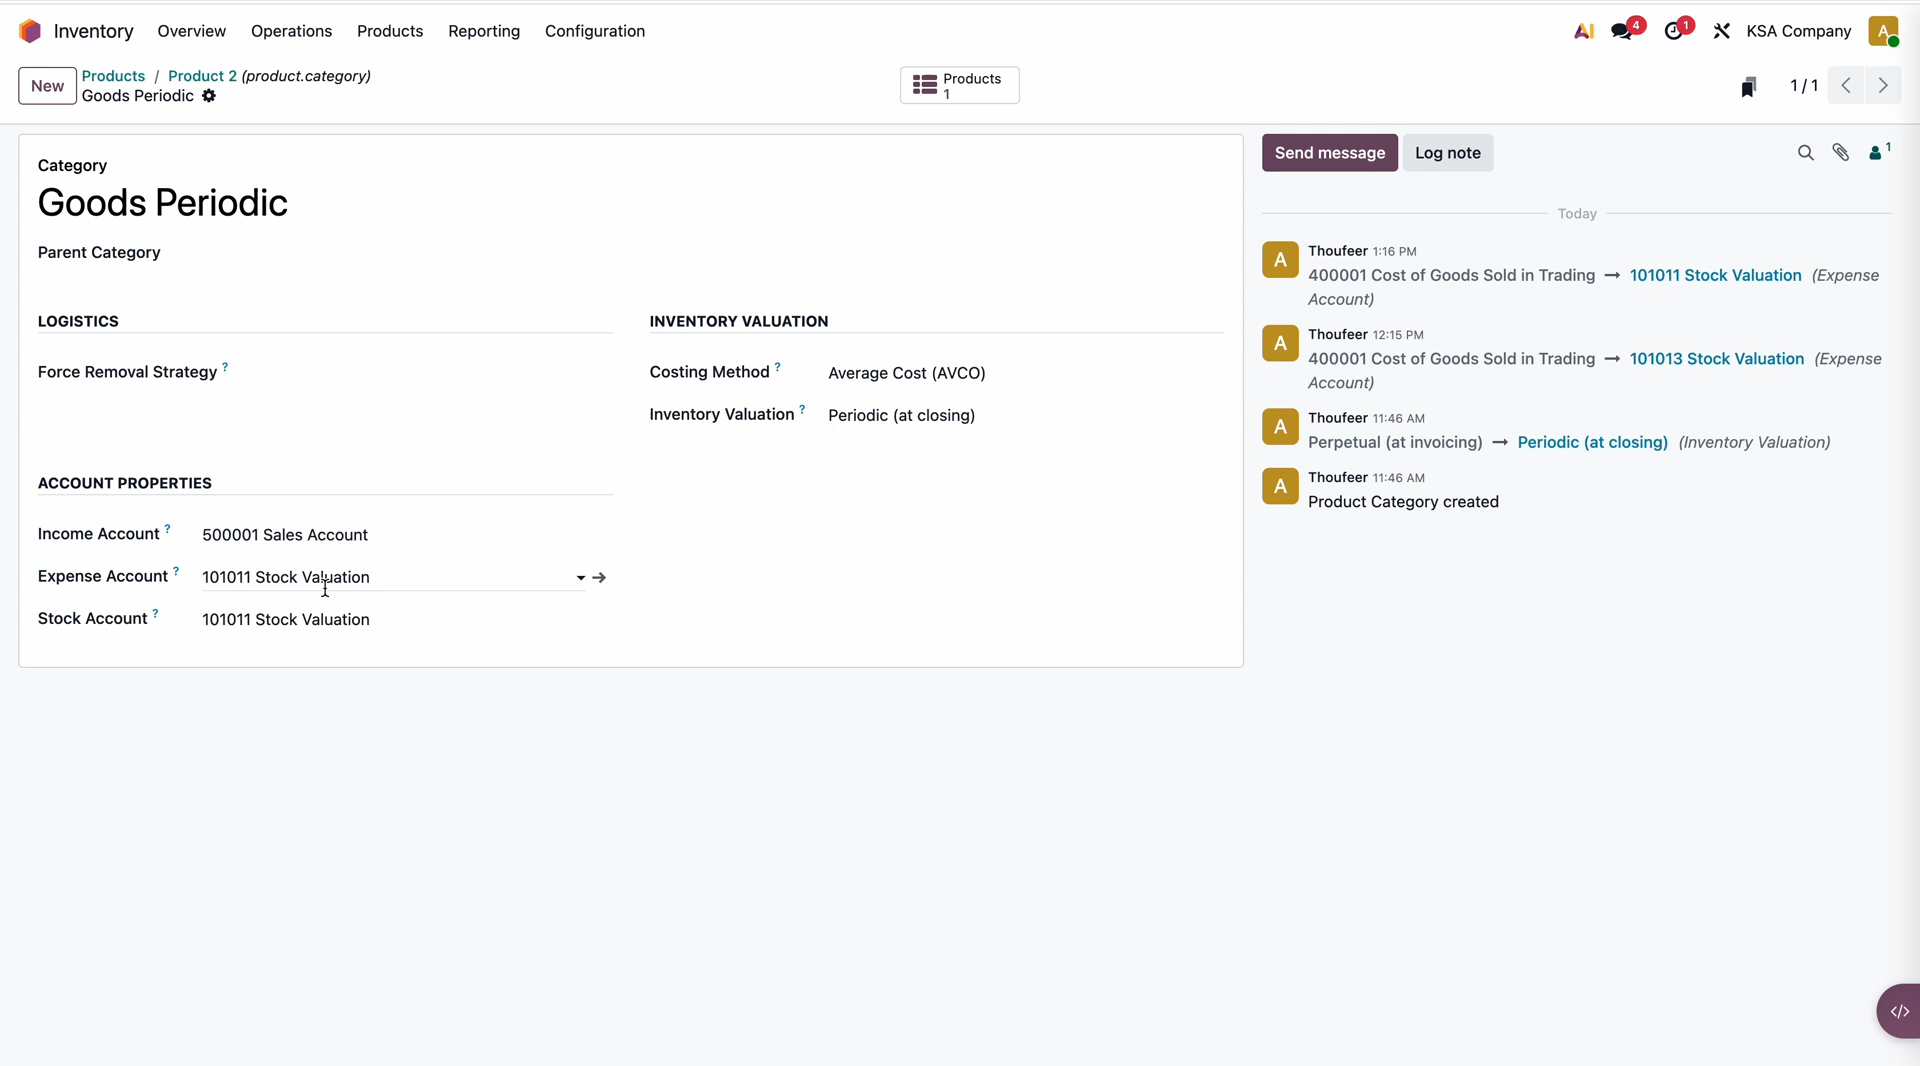 Inventory Overview Operations Products Reporting Configuration
AI 4 1 KSA Company A
New
Products / Product 2 (product.category)
Goods Periodic
Products
1
1 / 1
Category
Goods Periodic
Parent Category
LOGISTICS
Force Removal Strategy ?
INVENTORY VALUATION
Costing Method ? Average Cost (AVCO)
Inventory Valuation ? Periodic (at closing)
ACCOUNT PROPERTIES
Income Account ? 500001 Sales Account
Expense Account ? 101011 Stock Valuation
Stock Account ? 101011 Stock Valuation
Send message Log note 1
Today
A Thoufeer 1:16 PM
400001 Cost of Goods Sold in Trading → 101011 Stock Valuation (Expense
Account)
A Thoufeer 12:15 PM
400001 Cost of Goods Sold in Trading → 101013 Stock Valuation (Expense
Account)
A Thoufeer 11:46 AM
Perpetual (at invoicing) → Periodic (at closing) (Inventory Valuation)
A Thoufeer 11:46 AM
Product Category created
</>